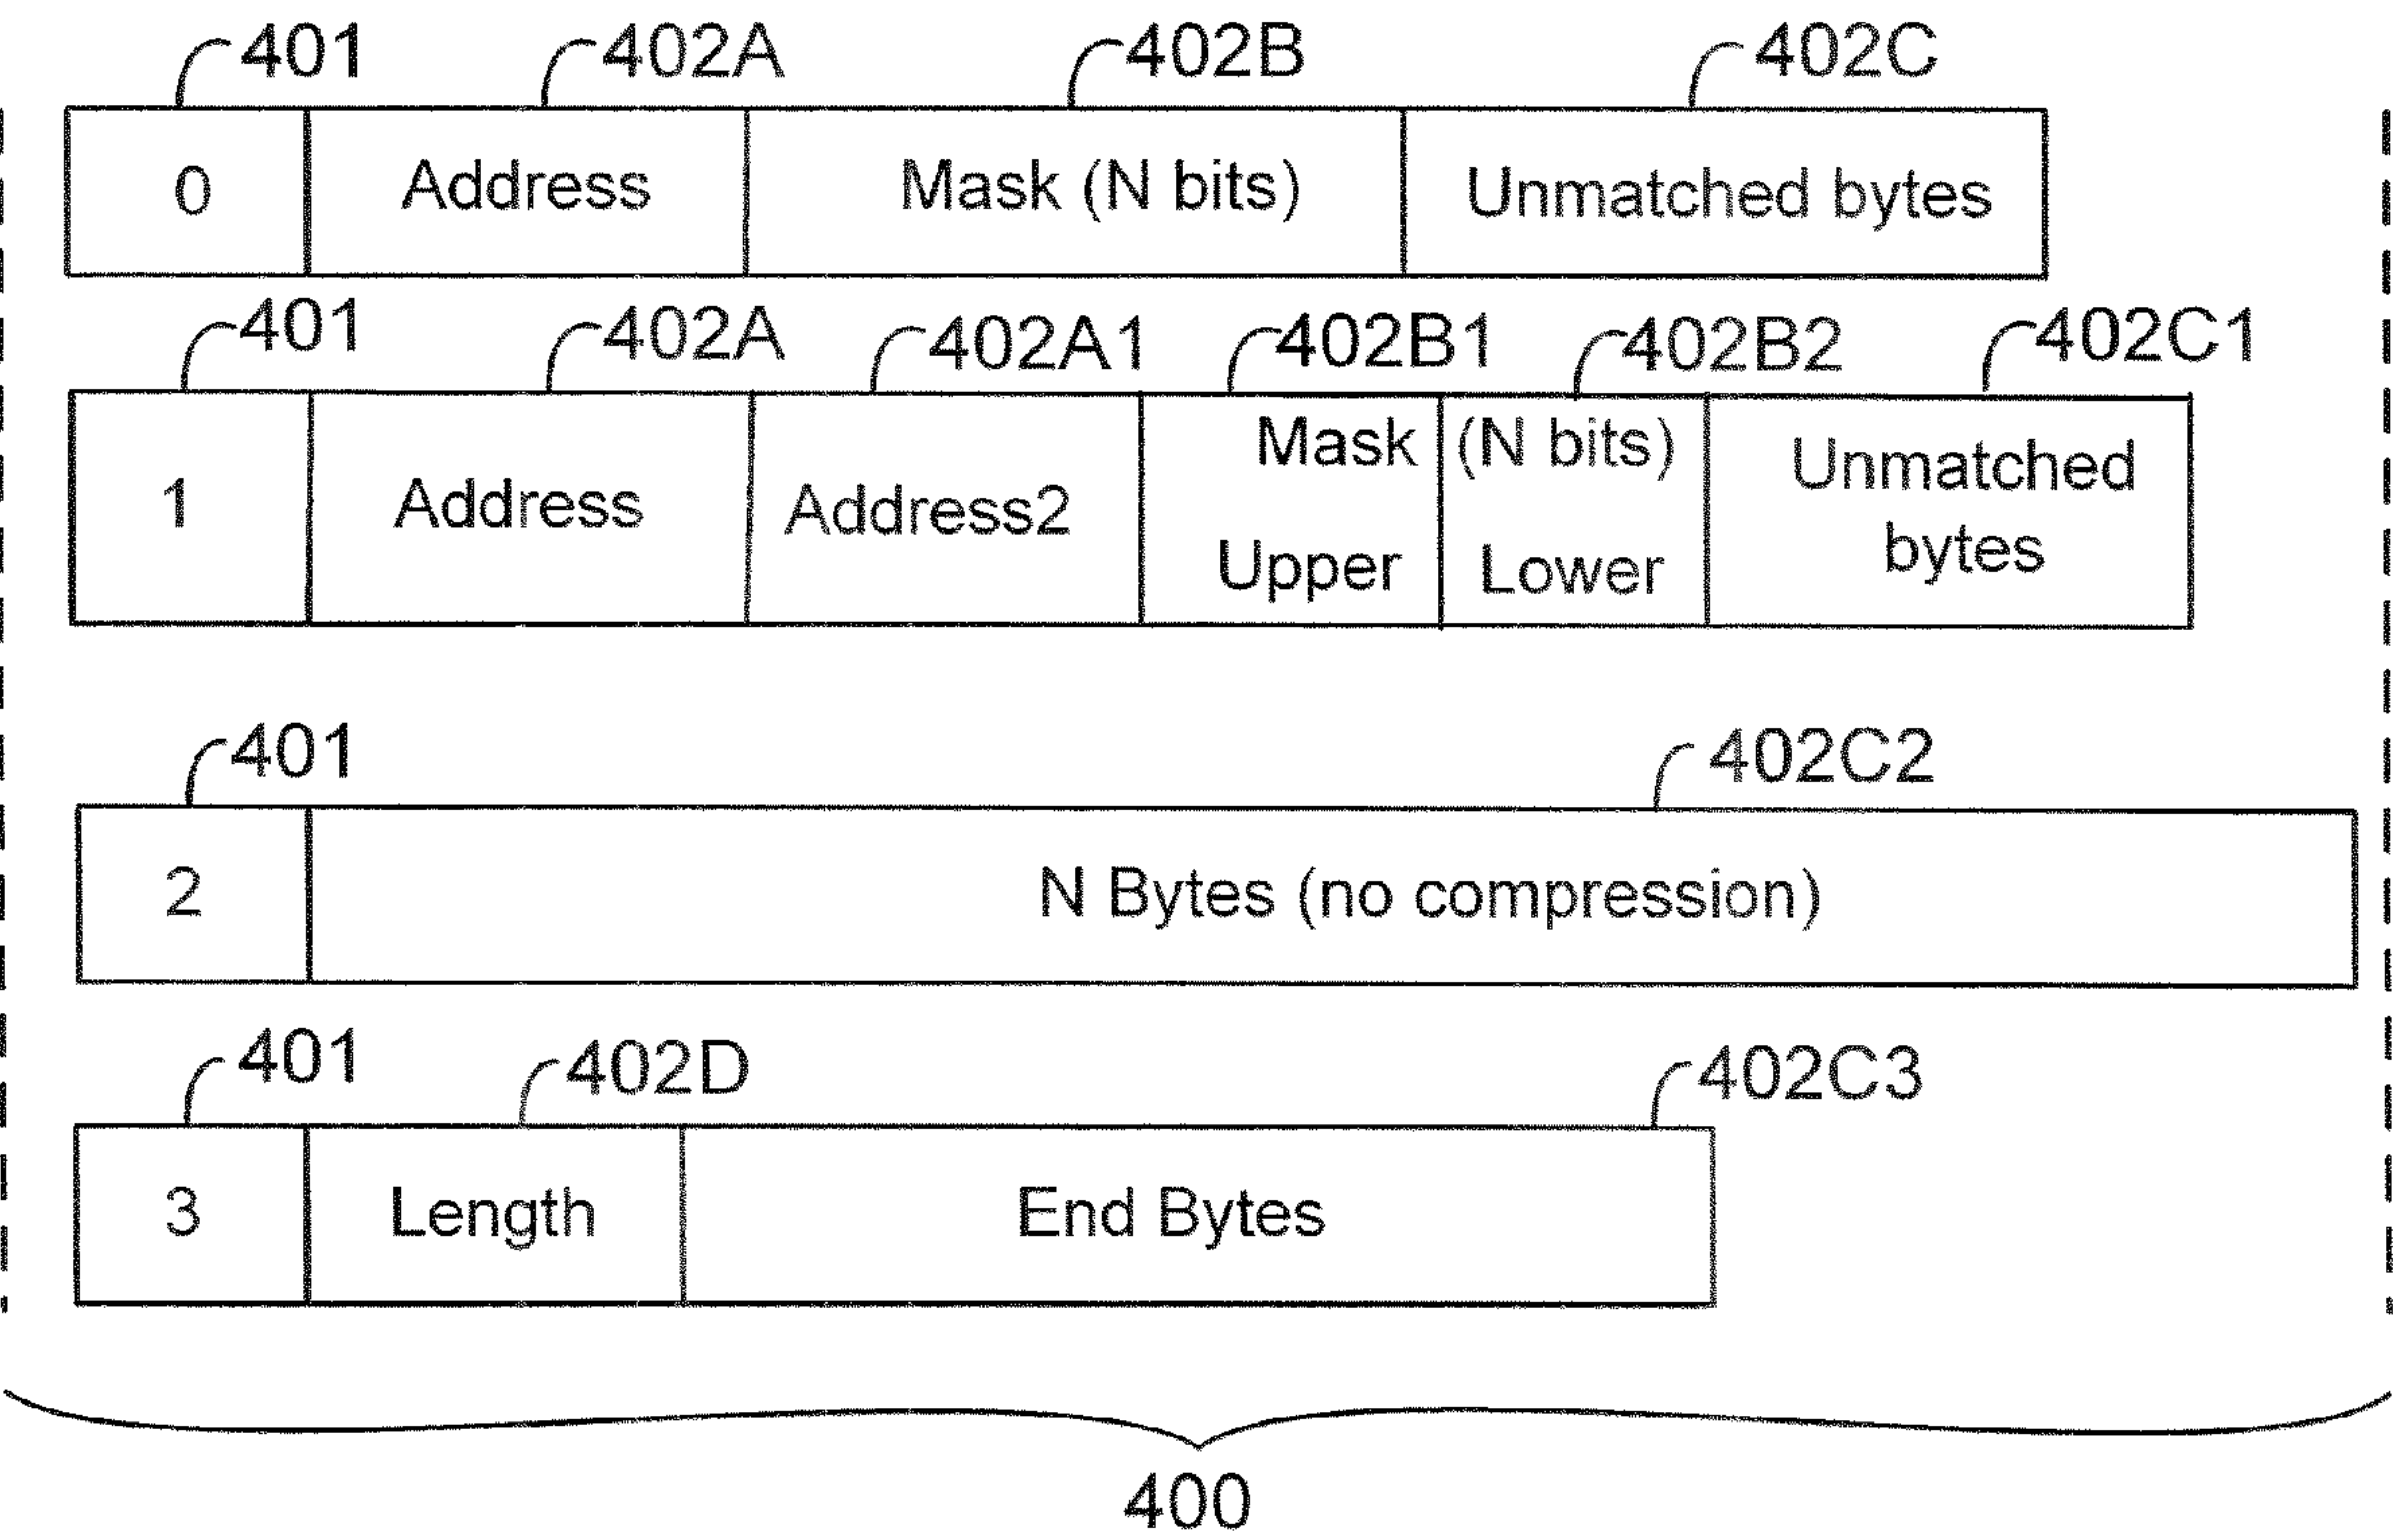 401 402A 402B 402C
0 Address Mask (N bits) Unmatched bytes
401 402A 402A1 402B1 402B2 402C1
1 Address Address2 Mask Upper (N bits) Lower Unmatched
bytes
401 402C2
2 N Bytes (no compression)
401 402D 402C3
3 Length End Bytes
400